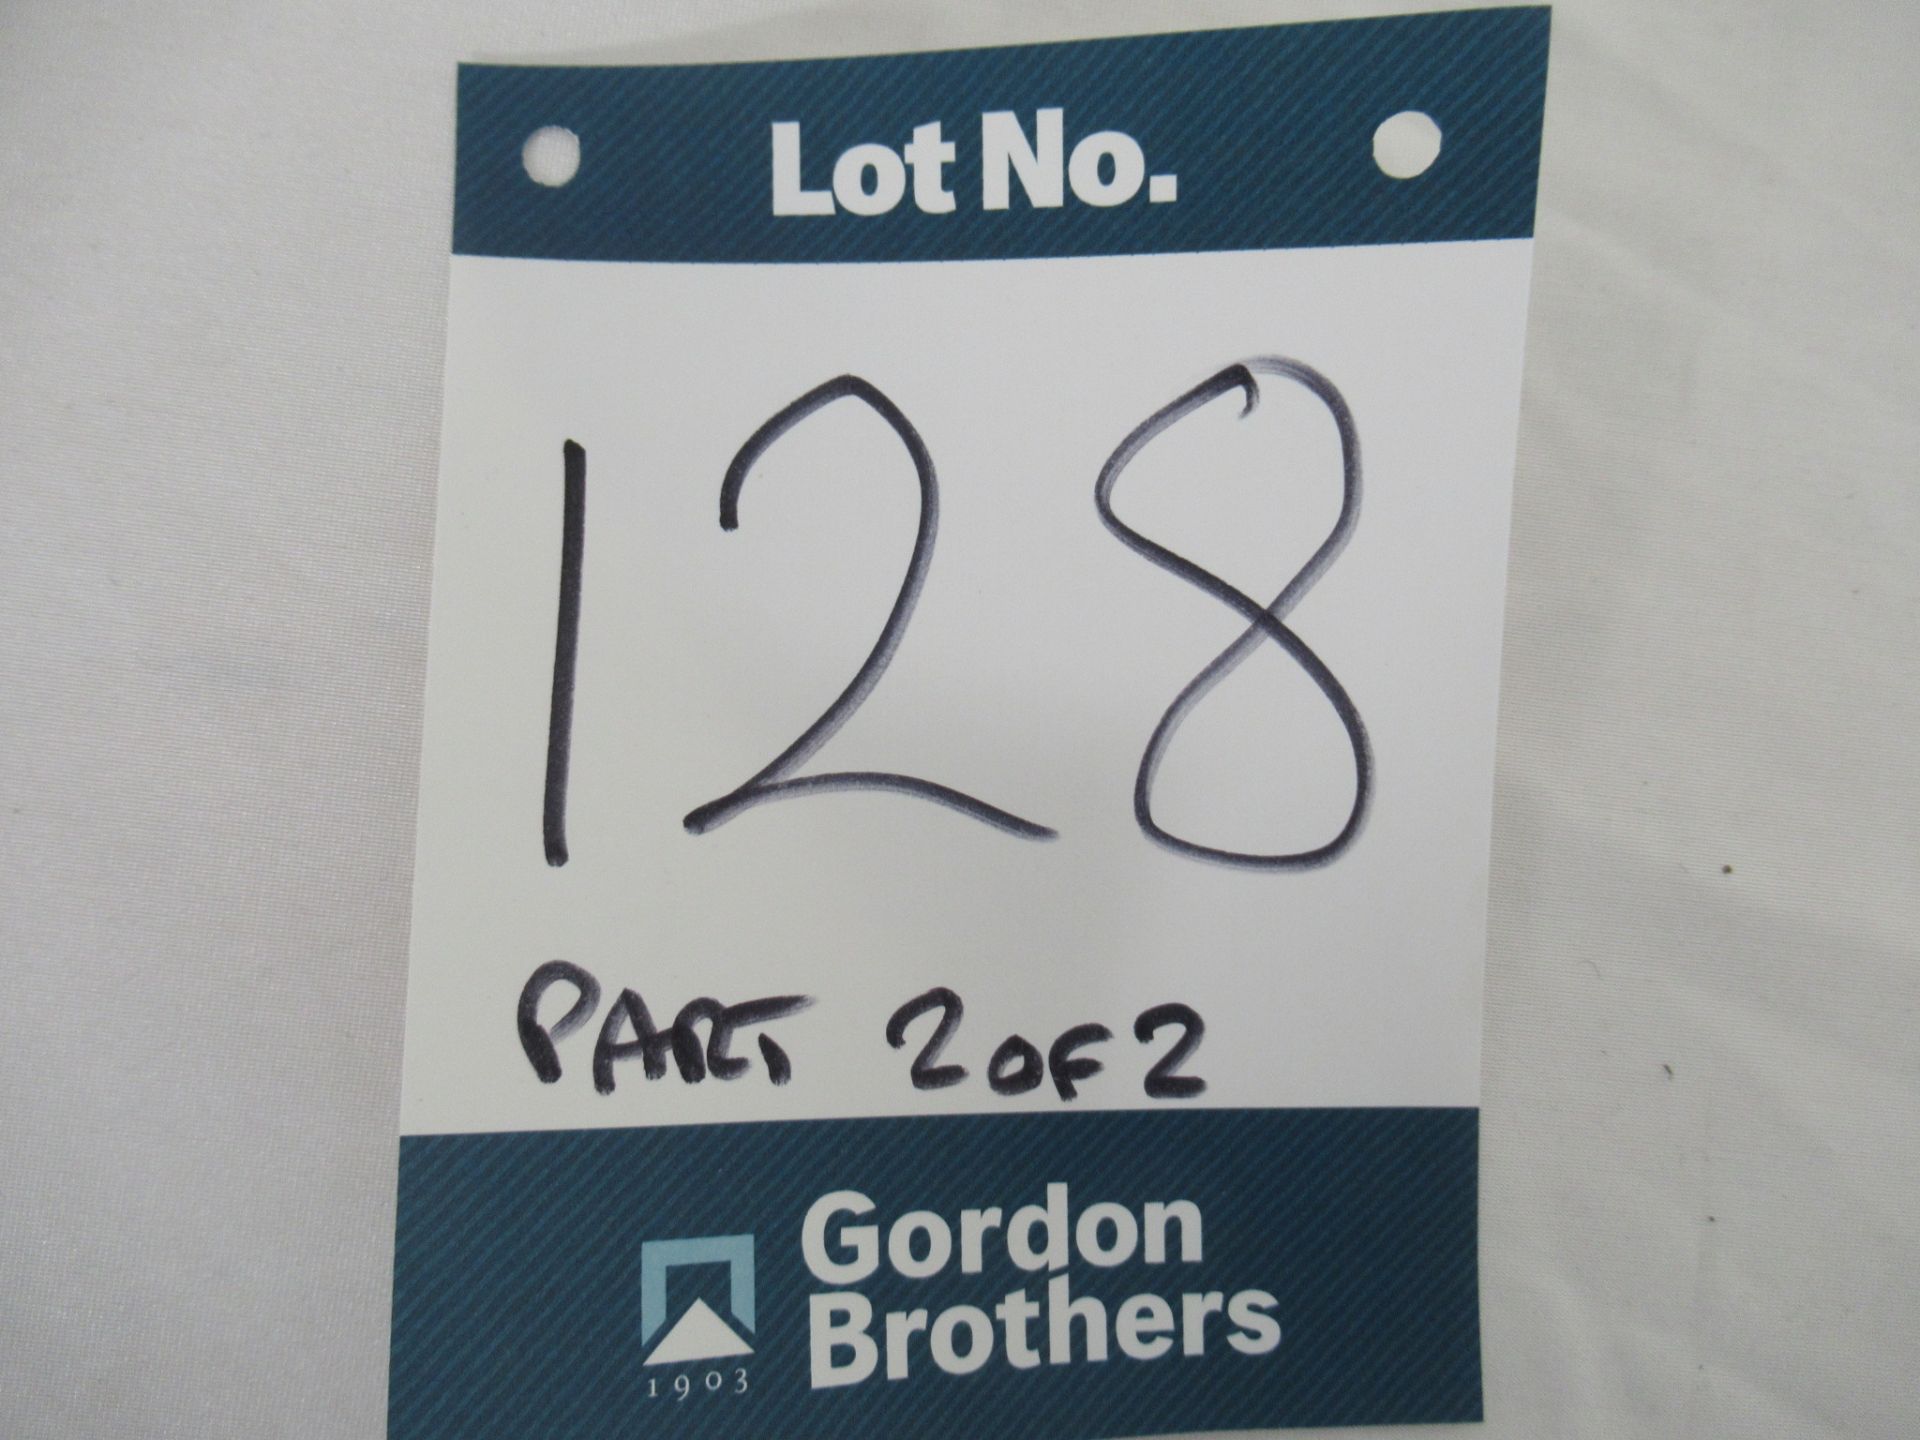 Lot No.
128
PART 2 OF 2
Gordon
Brothers
1903